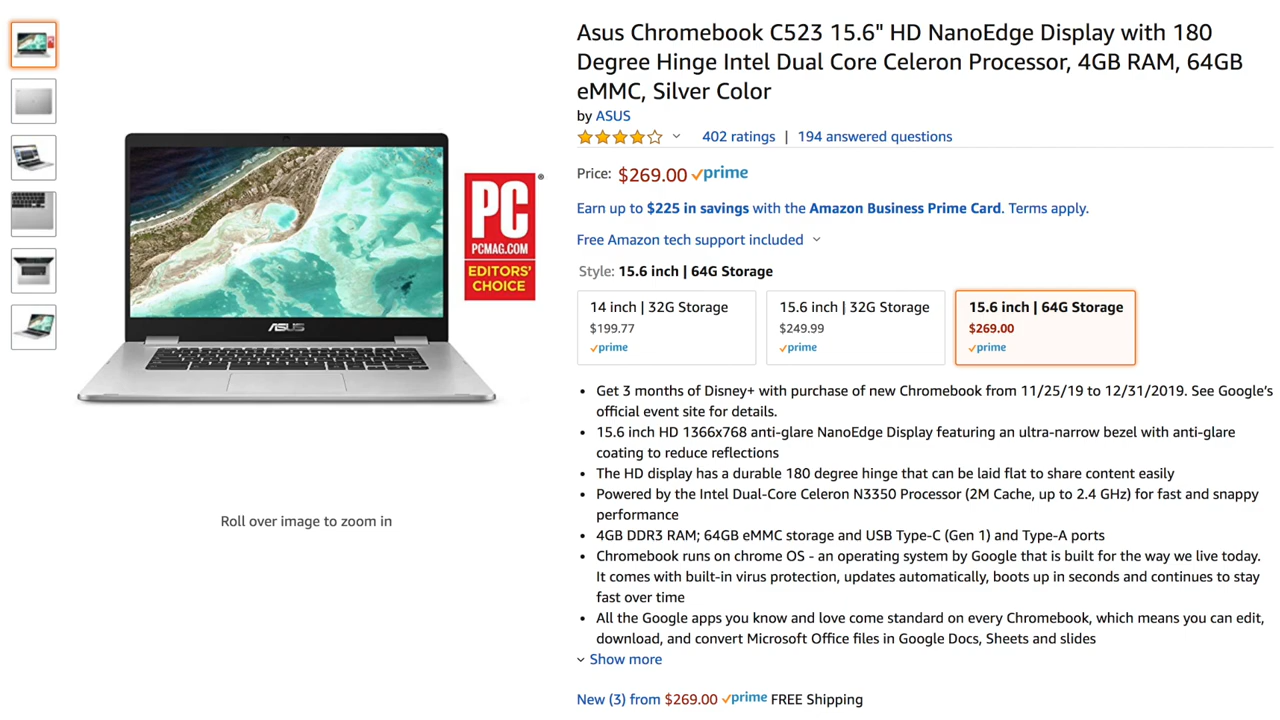 Asus Chromebook C523 15.6" HD NanoEdge Display with 180
Degree Hinge Intel Dual Core Celeron Processor, 4GB RAM, 64GB
eMMC, Silver Color
by ASUS
402 ratings | 194 answered questions
Price: $269.00 prime
Earn up to $225 in savings with the Amazon Business Prime Card. Terms apply.
Free Amazon tech support included
Style: 15.6 inch | 64G Storage
14 inch | 32G Storage
$199.77
prime
15.6 inch | 32G Storage
$249.99
prime
15.6 inch | 64G Storage
$269.00
prime
• Get 3 months of Disney+ with purchase of new Chromebook from 11/25/19 to 12/31/2019. See Google's
official event site for details.
• 15.6 inch HD 1366x768 anti-glare NanoEdge Display featuring an ultra-narrow bezel with anti-glare
coating to reduce reflections
• The HD display has a durable 180 degree hinge that can be laid flat to share content easily
• Powered by the Intel Dual-Core Celeron N3350 Processor (2M Cache, up to 2.4 GHz) for fast and snappy
performance
• 4GB DDR3 RAM; 64GB eMMC storage and USB Type-C (Gen 1) and Type-A ports
• Chromebook runs on chrome OS - an operating system by Google that is built for the way we live today.
It comes with built-in virus protection, updates automatically, boots up in seconds and continues to stay
fast over time
• All the Google apps you know and love come standard on every Chromebook, which means you can edit,
download, and convert Microsoft Office files in Google Docs, Sheets and slides
Show more
New (3) from $269.00 prime FREE Shipping
PC ®
PCMAG.COM
EDITORS'
CHOICE
ASUS
Roll over image to zoom in